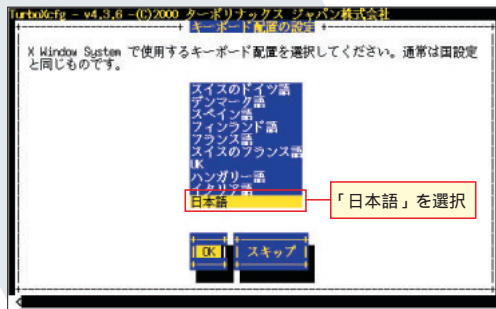 TurboXcfg - v4.3.6 -(C)2000 ターボリナックス ジャパン株式会社
キーボード配置の設定
X Window System で使用するキーボード配置を選択してください。通常は国設定
と同じものです。
スイスのドイツ語
デンマーク語
スペイン語
フィンランド語
フランス語
スイスのフランス語
UK
ハンガリー語
イタリア語
日本語
「日本語」を選択
OK
スキップ